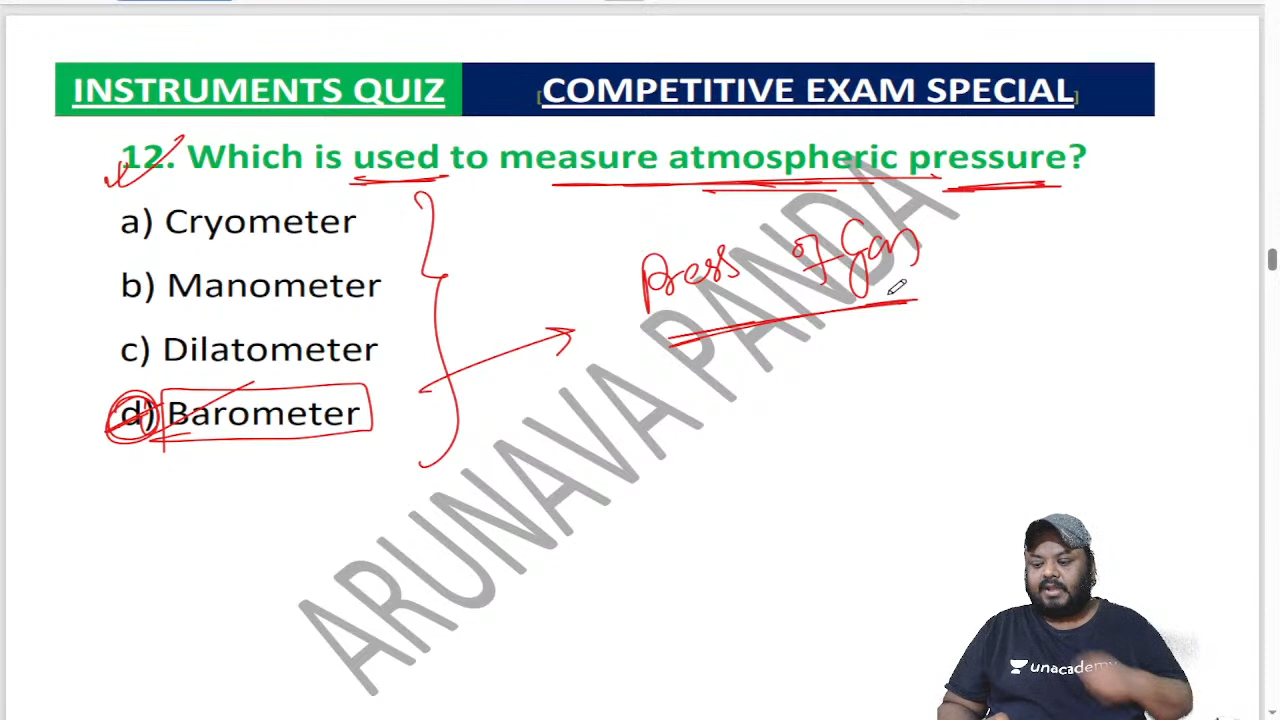 INSTRUMENTS QUIZ
[COMPETITIVE EXAM SPECIAL]
12. Which is used to measure atmospheric pressure?
a) Cryometer
b) Manometer
c) Dilatometer
d) Barometer
Press of Gas
ARUNAVA PANDA
unacademy